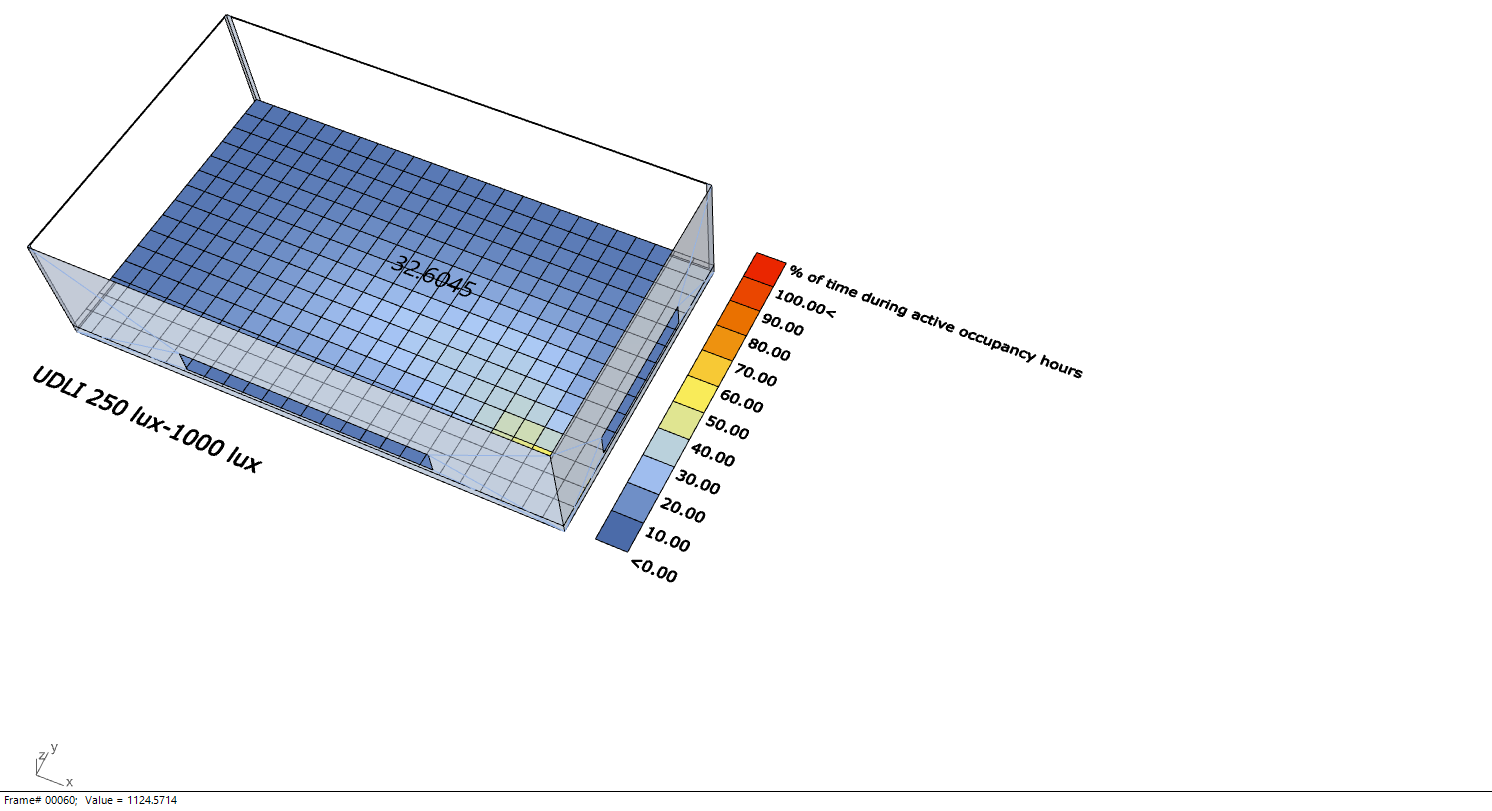 32.6045
% of time during active occupancy hours
100.00<
90.00
80.00
70.00
60.00
50.00
40.00
30.00
20.00
10.00
<0.00
UDLI 250 lux-1000 lux
z
y
x
Frame# 00060; Value = 1124.5714